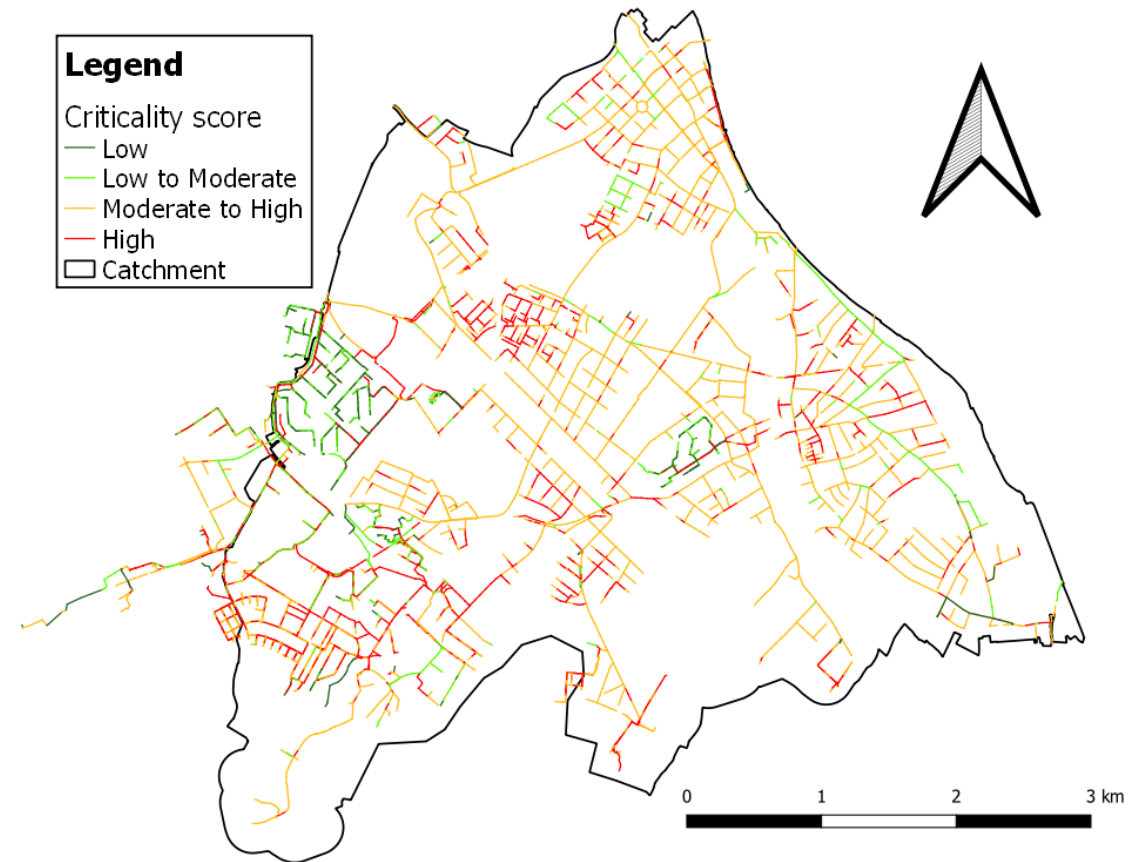 Legend
Criticality score
Low
Low to Moderate
Moderate to High
High
Catchment
0 1 2 3 km